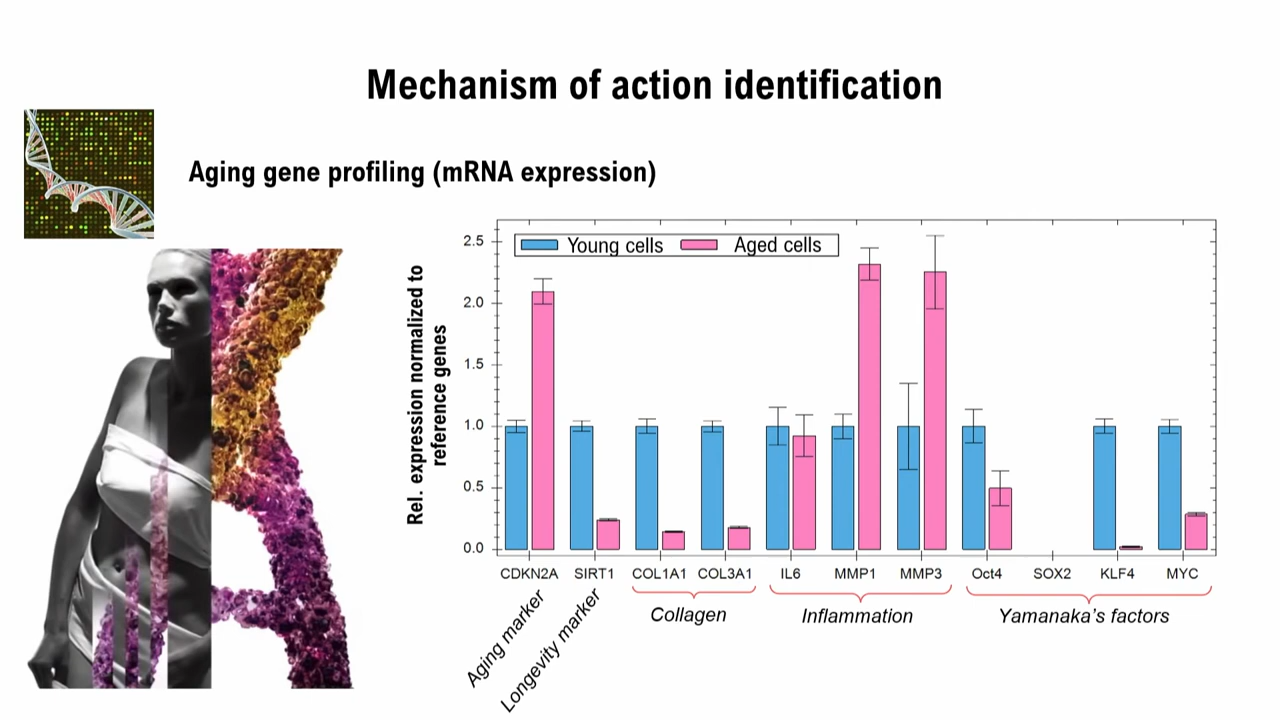 Mechanism of action identification
Aging gene profiling (mRNA expression)
Rel. expression normalized to
reference genes
Young cells
Aged cells
2.5
2.0
1.5
1.0
0.5
0.0
CDKN2A
SIRT1
COL1A1
COL3A1
IL6
MMP1
MMP3
Oct4
SOX2
KLF4
MYC
Aging marker
Longevity marker
Collagen
Inflammation
Yamanaka's factors